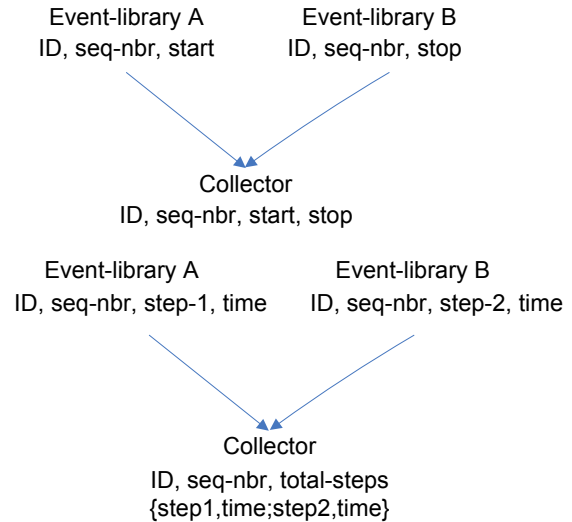 Event-library A
ID, seq-nbr, start
Event-library B
ID, seq-nbr, stop
Collector
ID, seq-nbr, start, stop
Event-library A
ID, seq-nbr, step-1, time
Event-library B
ID, seq-nbr, step-2, time
Collector
ID, seq-nbr, total-steps
{step1,time;step2,time}